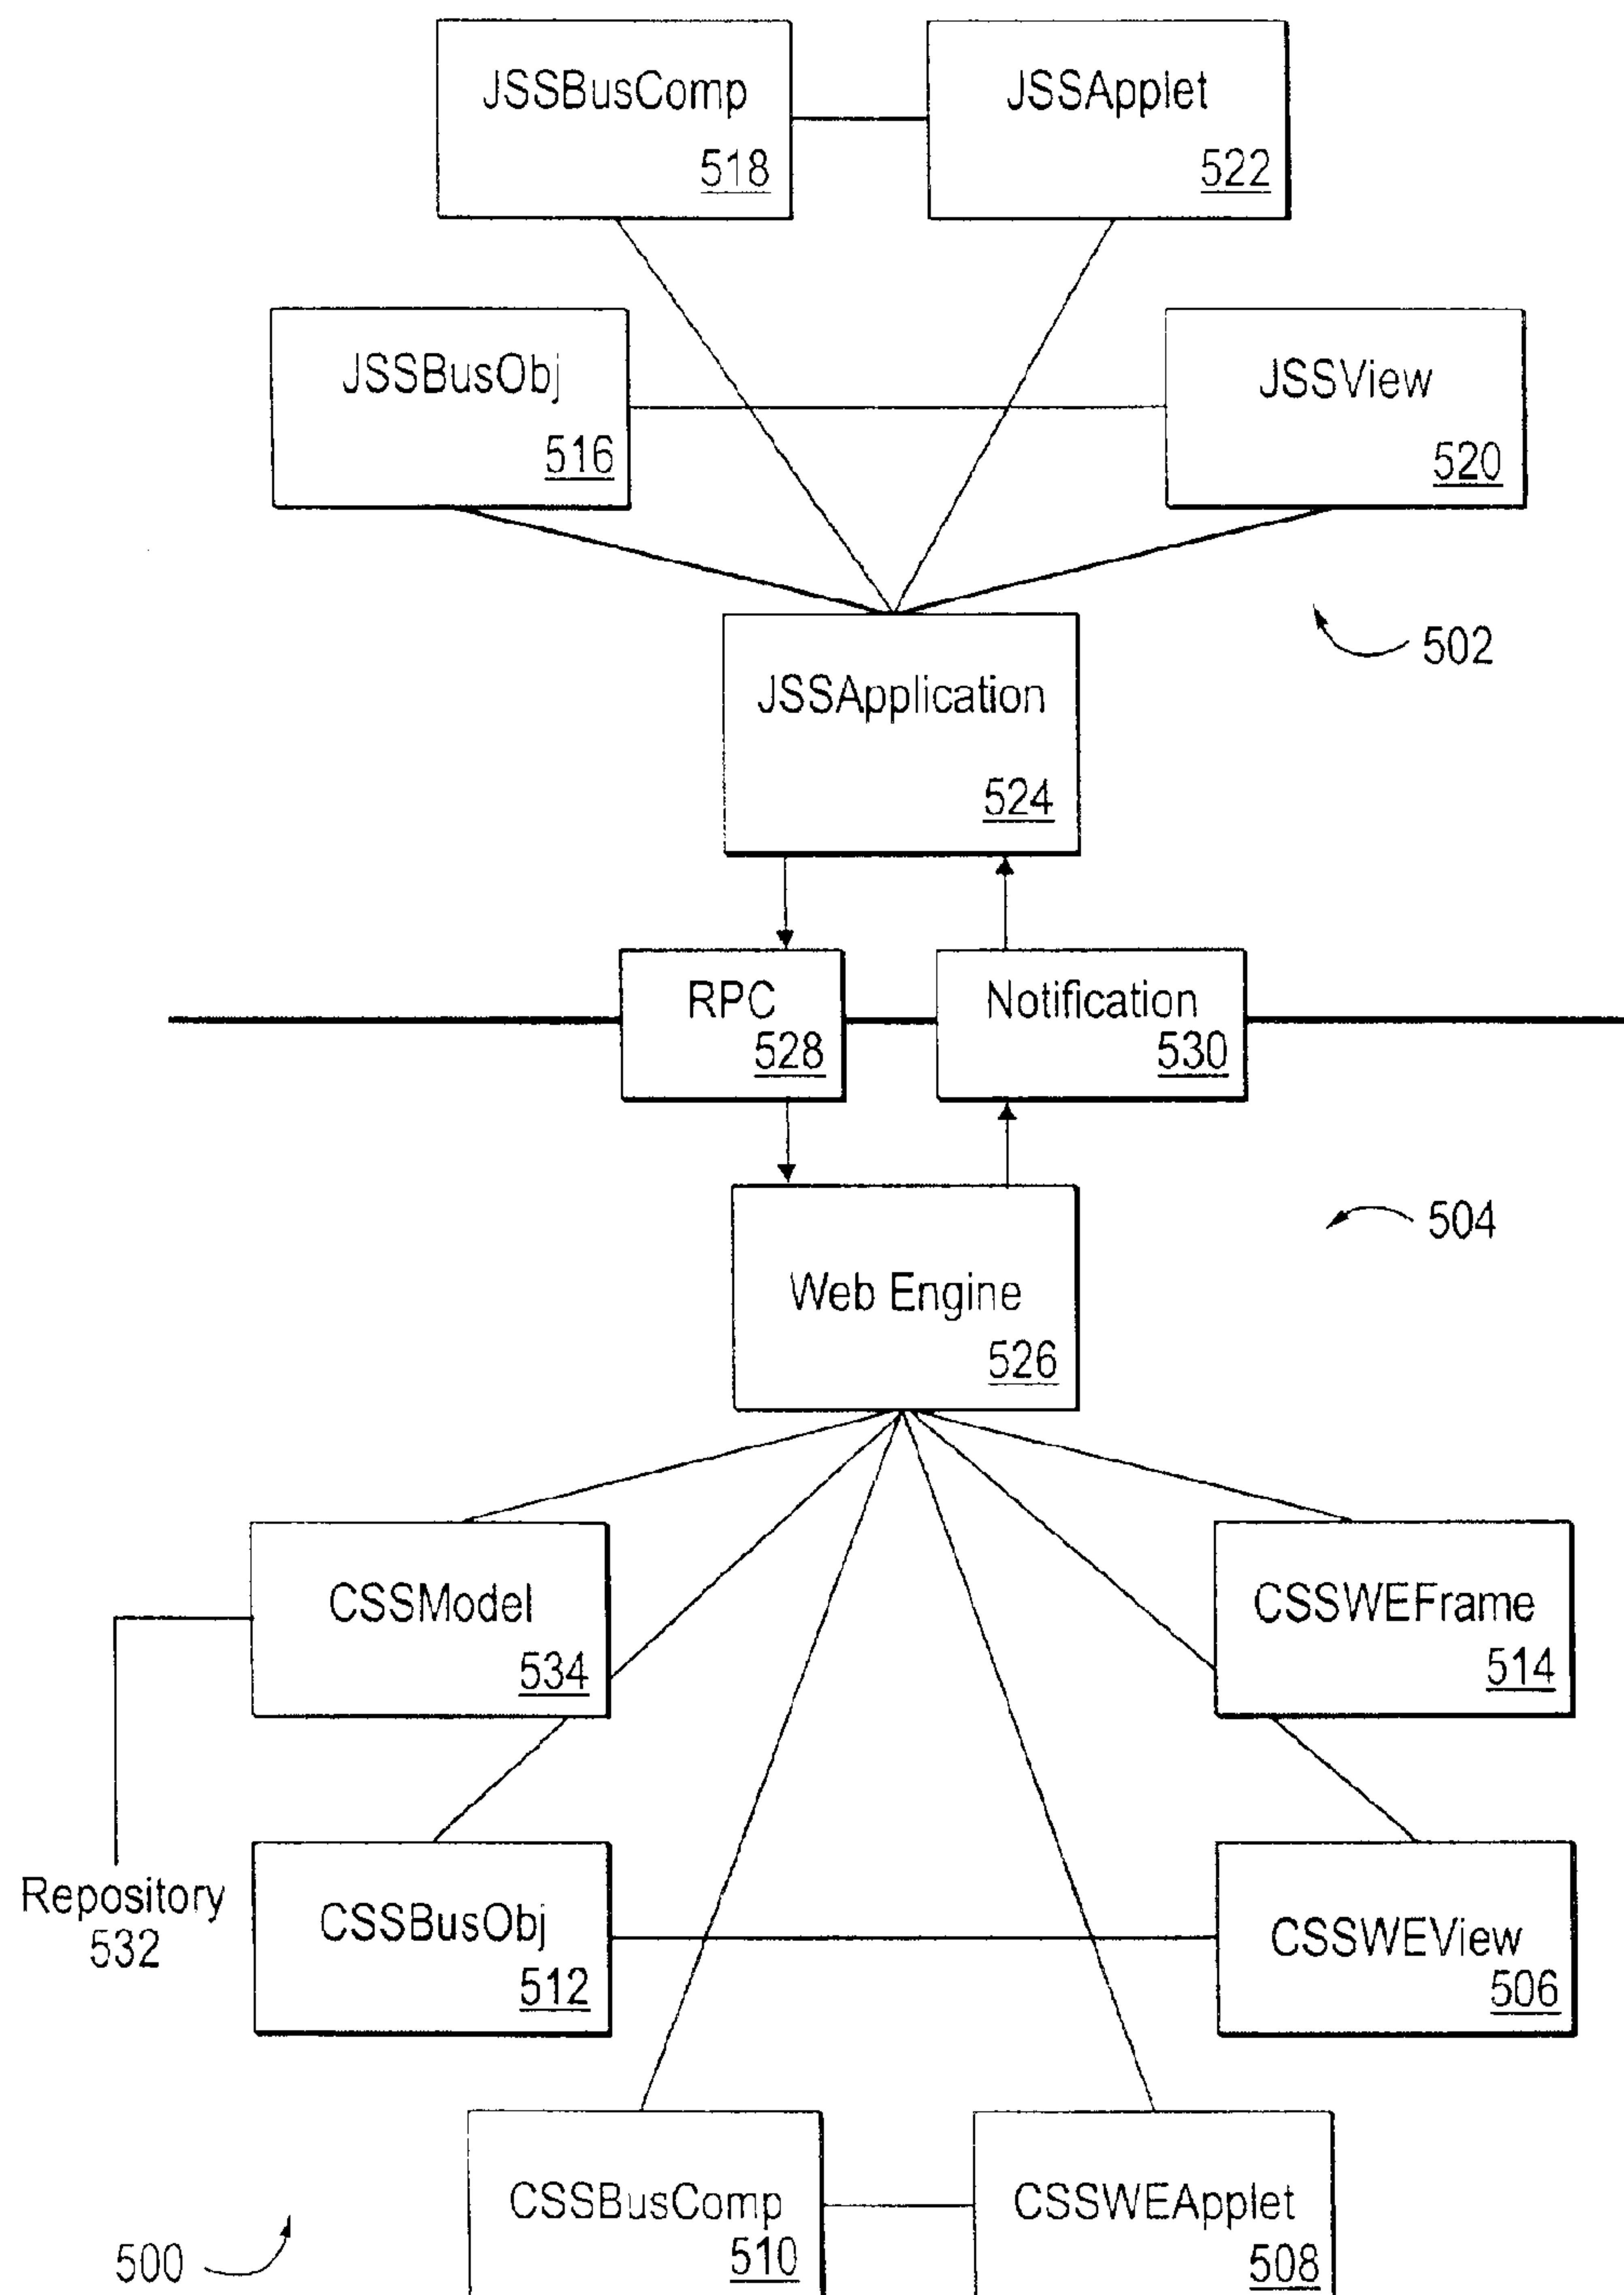 JSSBusComp
518
JSSApplet
522
JSSBusObj
516
JSSView
520
502
JSSApplication
524
RPC
528
Notification
530
504
Web Engine
526
CSSModel
534
CSSWEFrame
514
Repository
532
CSSBusObj
512
CSSWEView
506
CSSBusComp
510
CSSWEApplet
508
500